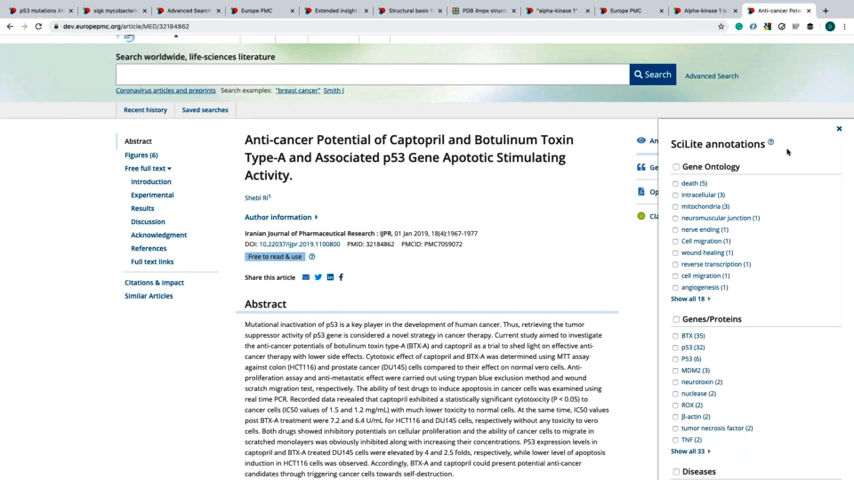 p53 mutations A
sigk mycobacter
Advanced Search
Europe PMC
Extended insight
Structural basis f
PDB 4npe struct
"alpha-kinase 1"
Europe PMC
Alpha-kinase 1 is
Anti-cancer Pote
dev.europepmc.org/article/MED/32184862
Search worldwide, life-sciences literature
Search
Advanced Search
Coronavirus articles and preprints Search examples: "breast cancer" Smith J
Recent history
Saved searches
Abstract
Figures (6)
Free full text
Introduction
Experimental
Results
Discussion
Acknowledgment
References
Full text links
Citations & impact
Similar Articles
Anti-cancer Potential of Captopril and Botulinum Toxin
Type-A and Associated p53 Gene Apototic Stimulating
Activity.
Shebl RI1
Author information
Iranian Journal of Pharmaceutical Research : IJPR, 01 Jan 2019, 18(4):1967-1977
DOI: 10.22037/ijpr.2019.1100800 PMID: 32184862 PMCID: PMC7059072
Free to read & use
Share this article
Abstract
Mutational inactivation of p53 is a key player in the development of human cancer. Thus, retrieving the tumor
suppressor activity of p53 gene is considered a novel strategy in cancer therapy. Current study aimed to investigate
the anti-cancer potentials of botulinum toxin type-A (BTX-A) and captopril as a trial to shed light on effective anti-
cancer therapy with lower side effects. Cytotoxic effect of captopril and BTX-A was determined using MTT assay
against colon (HCT116) and prostate cancer (DU145) cells compared to their effect on normal vero cells. Anti-
proliferation assay and anti-metastatic effect were carried out using trypan blue exclusion method and wound
scratch migration test, respectively. The ability of test drugs to induce apoptosis in cancer cells was examined using
real time PCR. Recorded data revealed that captopril exhibited a statistically significant cytotoxicity (P < 0.05) to
cancer cells (IC50 values of 1.5 and 1.2 mg/mL) with much lower toxicity to normal cells. At the same time, IC50 values
post BTX-A treatment were 7.2 and 6.4 U/mL for HCT116 and DU145 cells, respectively without any toxicity to vero
cells. Both drugs showed inhibitory potentials on cellular proliferation and the ability of cancer cells to migrate in
scratched monolayers was obviously inhibited along with increasing their concentrations. P53 expression levels in
captopril and BTX-A treated DU145 cells were elevated by 4 and 2.5 folds, respectively, while lower level of apoptosis
induction in HCT116 cells was observed. Accordingly, BTX-A and captopril could present potential anti-cancer
candidates through triggering cancer cells towards self-destruction.
An
Ge
Op
Cla
SciLite annotations
Gene Ontology
death (5)
intracellular (3)
mitochondria (3)
neuromuscular junction (1)
nerve ending (1)
Cell migration (1)
wound healing (1)
reverse transcription (1)
cell migration (1)
angiogenesis (1)
Show all 18
Genes/Proteins
BTX (35)
p53 (32)
P53 (6)
MDM2 (3)
neurotoxin (2)
nuclease (2)
ROX (2)
β-actin (2)
tumor necrosis factor (2)
TNF (2)
Show all 33
Diseases